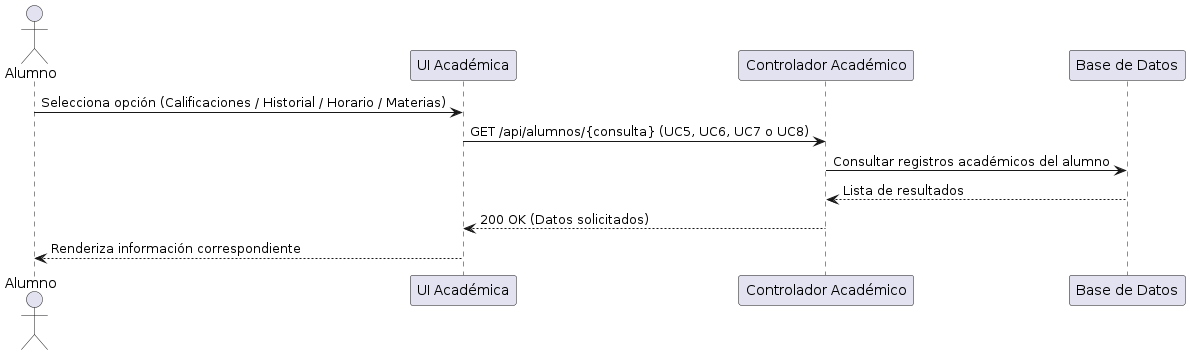 Alumno
UI Académica
Controlador Académico
Base de Datos
Selecciona opción (Calificaciones / Historial / Horario / Materias)
GET /api/alumnos/{consulta} (UC5, UC6, UC7 o UC8)
Consultar registros académicos del alumno
Lista de resultados
200 OK (Datos solicitados)
Renderiza información correspondiente
Alumno
UI Académica
Controlador Académico
Base de Datos